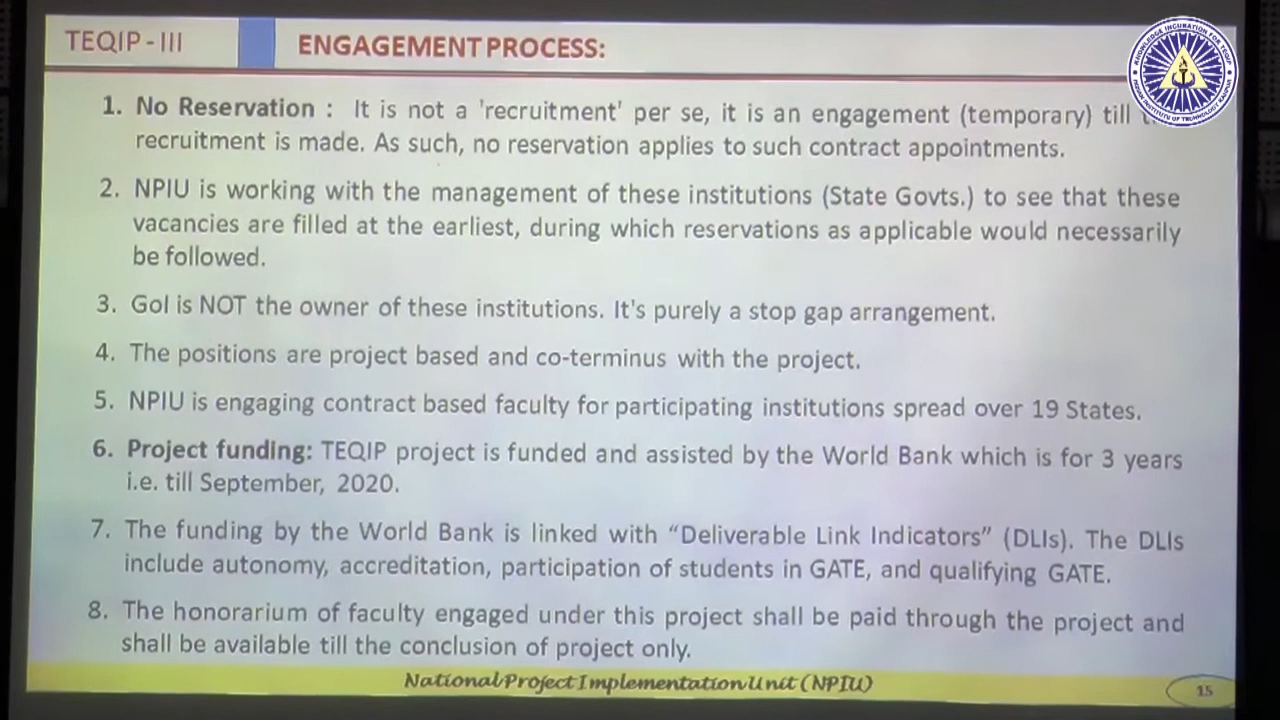 TEQIP - III
ENGAGEMENT PROCESS:
KNOWLEDGE INCUBATION FOR TEQIP
INDIAN INSTITUTE OF TECHNOLOGY KANPUR
1. No Reservation : It is not a 'recruitment' per se, it is an engagement (temporary) till
recruitment is made. As such, no reservation applies to such contract appointments.
2. NPIU is working with the management of these institutions (State Govts.) to see that these
vacancies are filled at the earliest, during which reservations as applicable would necessarily
be followed.
3. GoI is NOT the owner of these institutions. It's purely a stop gap arrangement.
4. The positions are project based and co-terminus with the project.
5. NPIU is engaging contract based faculty for participating institutions spread over 19 States.
6. Project funding: TEQIP project is funded and assisted by the World Bank which is for 3 years
i.e. till September, 2020.
7. The funding by the World Bank is linked with “Deliverable Link Indicators” (DLIs). The DLIs
include autonomy, accreditation, participation of students in GATE, and qualifying GATE.
8. The honorarium of faculty engaged under this project shall be paid through the project and
shall be available till the conclusion of project only.
National Project Implementation Unit (NPIU)
15